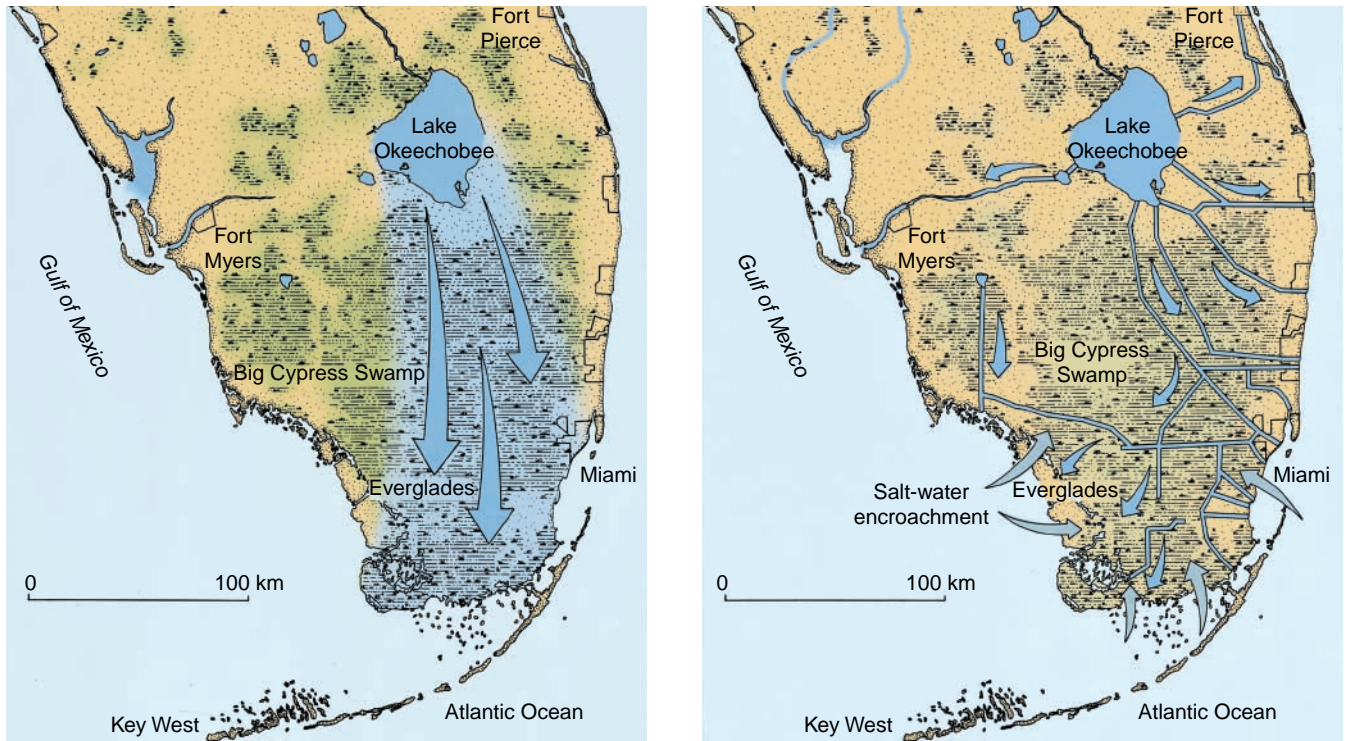 Fort
Pierce
Lake
Okeechobee
Fort
Myers
Gulf of Mexico
Big Cypress Swamp
Everglades
Miami
0
100 km
Key West
Atlantic Ocean
Fort
Pierce
Lake
Okeechobee
Fort
Myers
Gulf of Mexico
Big Cypress
Swamp
Miami
Everglades
Salt-water
encroachment
0
100 km
Key West
Atlantic Ocean